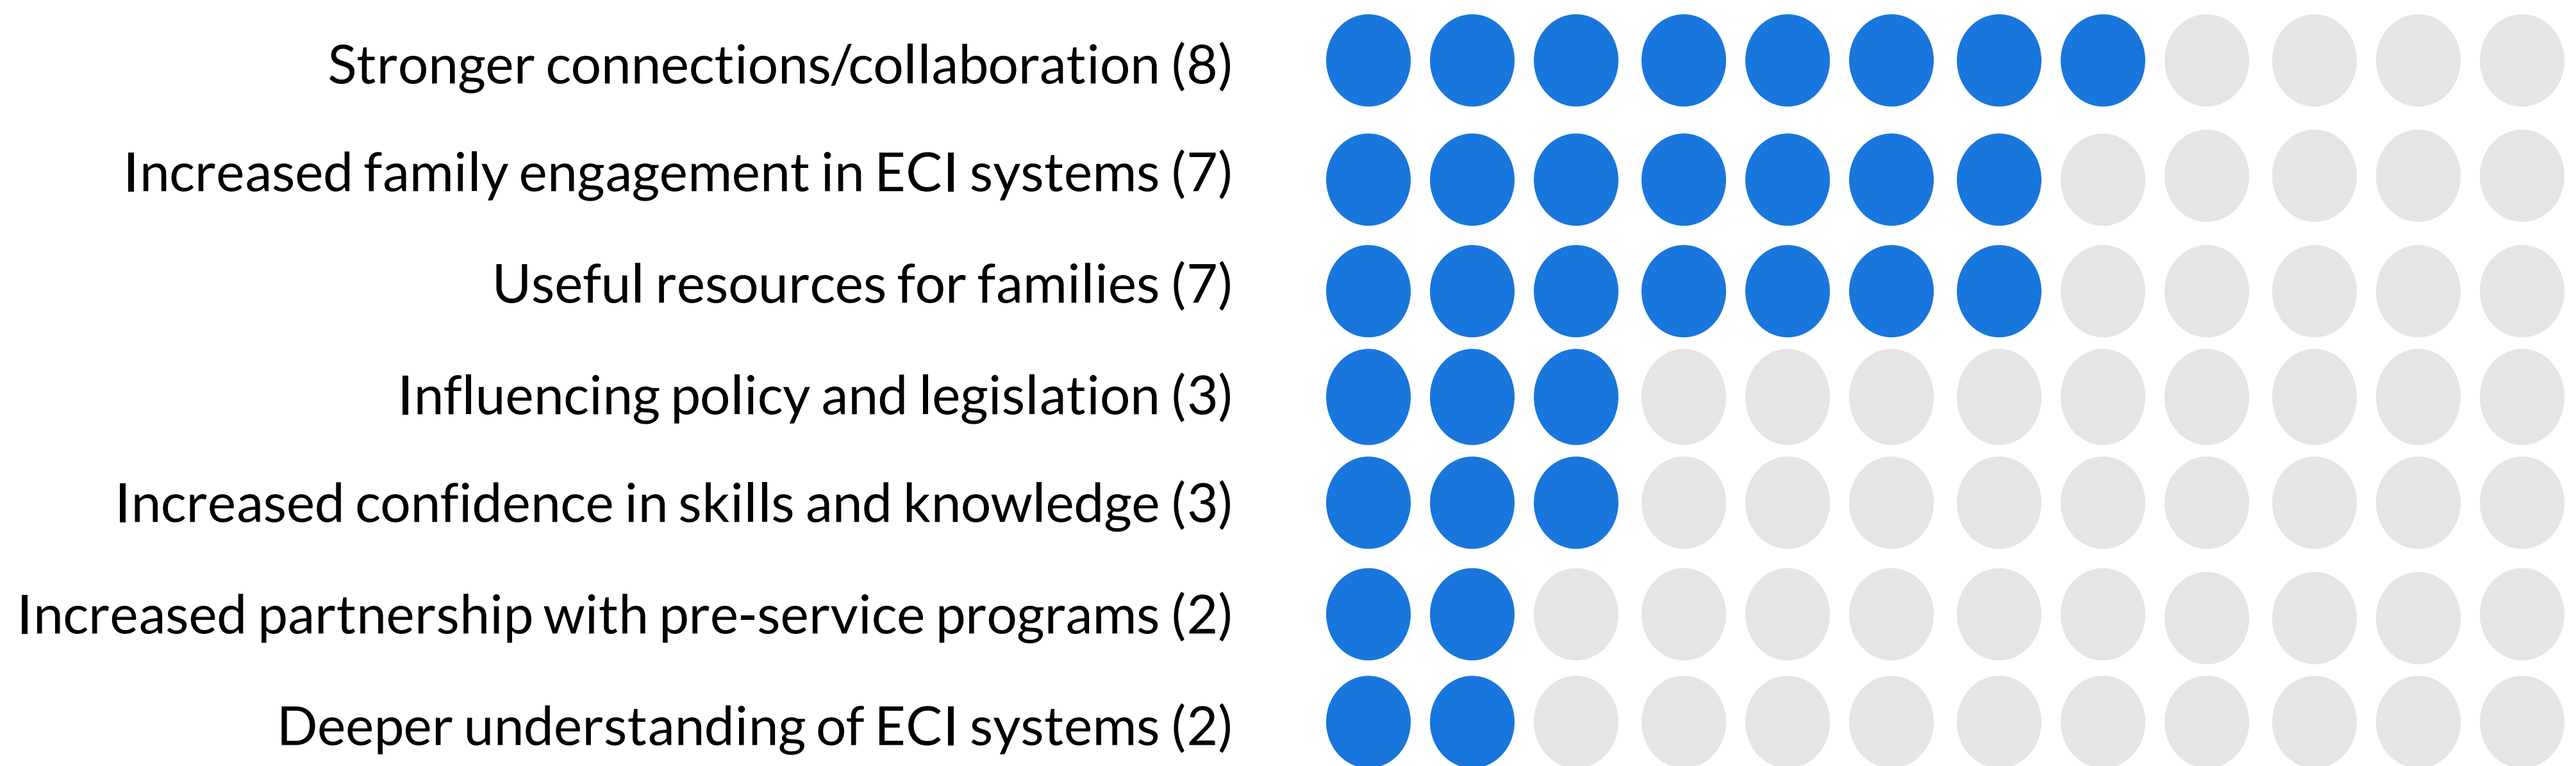 Stronger connections/collaboration (8)
Increased family engagement in ECI systems (7)
Useful resources for families (7)
Influencing policy and legislation (3)
Increased confidence in skills and knowledge (3)
Increased partnership with pre-service programs (2)
Deeper understanding of ECI systems (2)